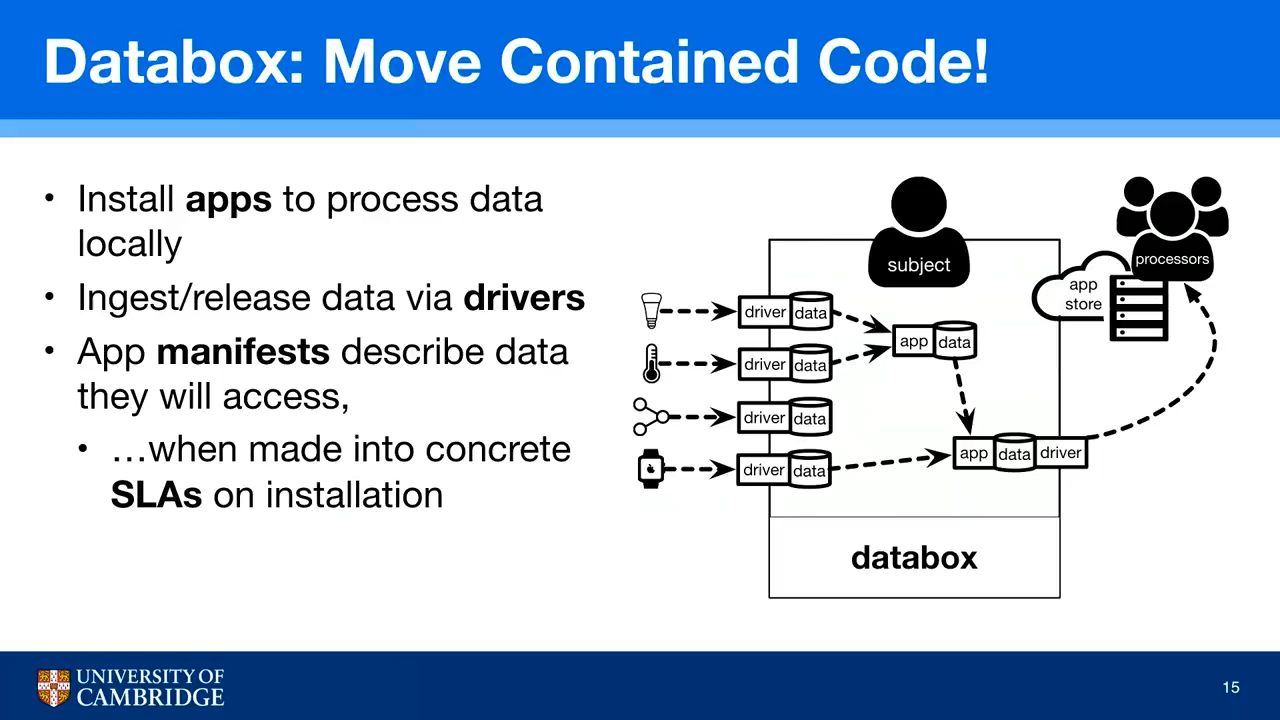 Databox: Move Contained Code!
• Install apps to process data
locally
• Ingest/release data via drivers
• App manifests describe data
they will access,
• …when made into concrete
SLAs on installation
subject
processors
app
store
driver data
app data
driver data
driver data
app data driver
driver data
databox
UNIVERSITY OF
CAMBRIDGE
15